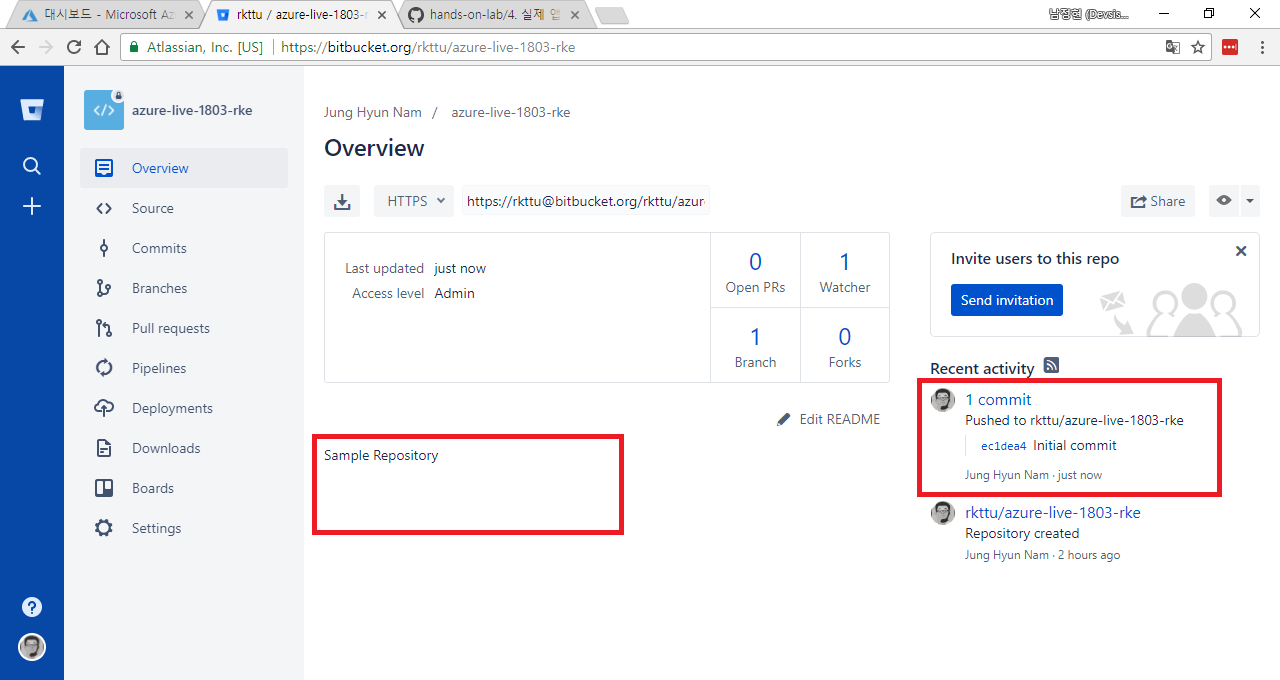 대시보드 - Microsoft Az
rkttu / azure-live-1803-r
hands-on-lab/4. 실제 앱
남정현 (Devsis...
Atlassian, Inc. [US]
https://bitbucket.org/rkttu/azure-live-1803-rke
azure-live-1803-rke
Overview
Source
Commits
Branches
Pull requests
Pipelines
Deployments
Downloads
Boards
Settings
Jung Hyun Nam / azure-live-1803-rke
Overview
HTTPS
https://rkttu@bitbucket.org/rkttu/azur
Share
Last updated just now
Access level Admin
0
Open PRs
1
Watcher
1
Branch
0
Forks
Edit README
Sample Repository
Invite users to this repo
Send invitation
Recent activity
1 commit
Pushed to rkttu/azure-live-1803-rke
ec1dea4 Initial commit
Jung Hyun Nam · just now
rkttu/azure-live-1803-rke
Repository created
Jung Hyun Nam · 2 hours ago